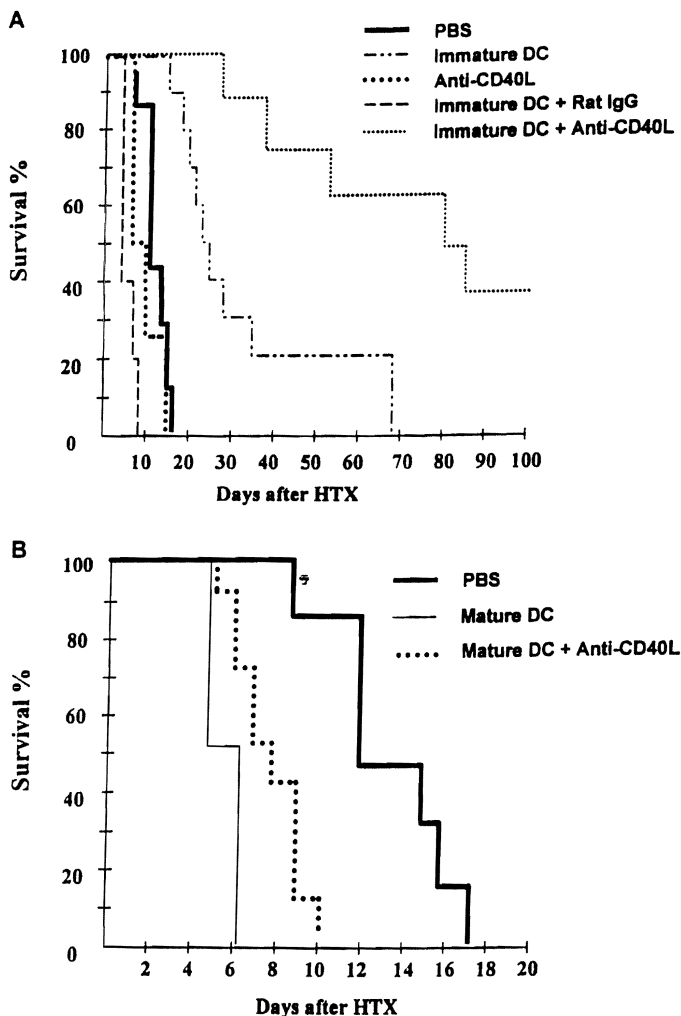 A
PBS
Immature DC
Anti-CD40L
Immature DC + Rat IgG
Immature DC + Anti-CD40L
Survival %
100
80
60
40
20
0
10 20 30 40 50 60 70 80 90 100
Days after HTX
B
PBS
Mature DC
Mature DC + Anti-CD40L
Survival %
100
80
60
40
20
0
2 4 6 8 10 12 14 16 18 20
Days after HTX